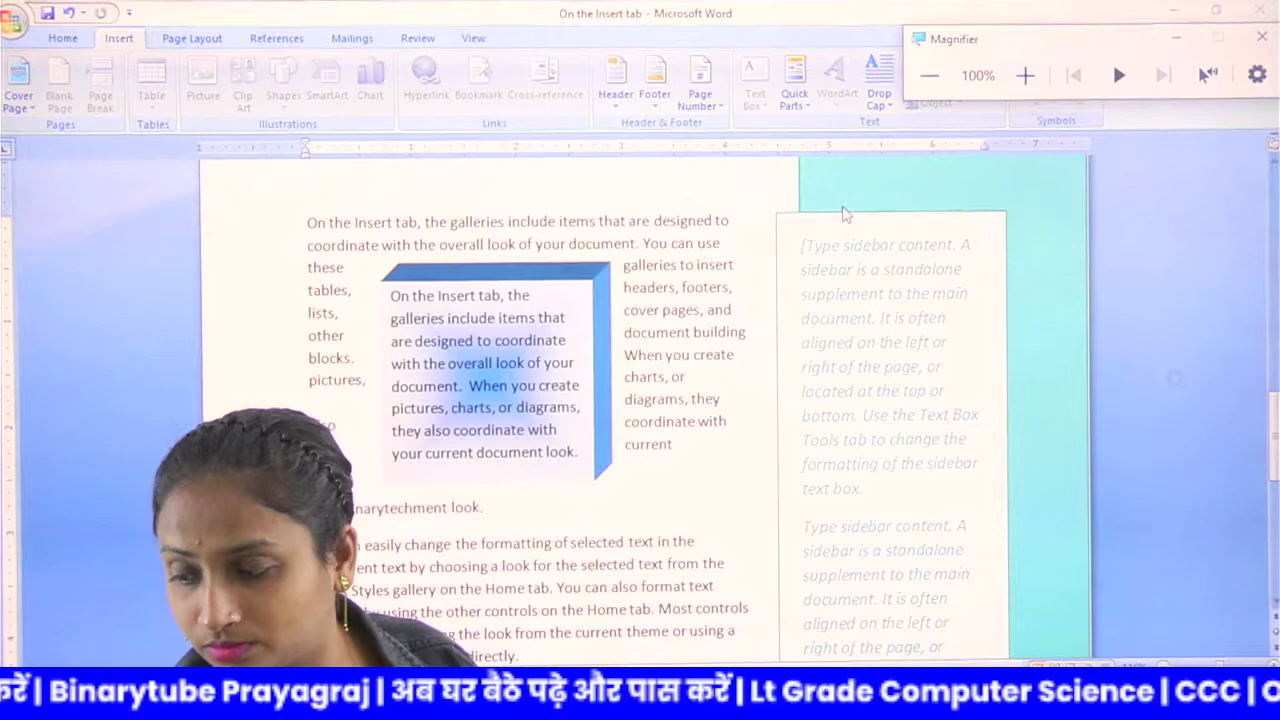 On the Insert tab - Microsoft Word
Home Insert Page Layout References Mailings Review View
Magnifier
100%
Cover Page Blank Page Page Break Table Picture Clip Art Shapes SmartArt Chart Hyperlink Bookmark Cross-reference Header Footer Page Number Text Box Quick Parts WordArt Drop Cap Object
Pages Tables Illustrations Links Header & Footer Text Symbols
1 1 2 3 4 5 6 7
On the Insert tab, the galleries include items that are designed to
coordinate with the overall look of your document. You can use
these
tables,
lists,
other
blocks.
pictures,
On the Insert tab, the
galleries include items that
are designed to coordinate
with the overall look of your
document. When you create
pictures, charts, or diagrams,
they also coordinate with
your current document look.
galleries to insert
headers, footers,
cover pages, and
document building
When you create
charts, or
diagrams, they
coordinate with
current
narytechment look.
easily change the formatting of selected text in the
ent text by choosing a look for the selected text from the
Styles gallery on the Home tab. You can also format text
by using the other controls on the Home tab. Most controls
the look from the current theme or using a
directly.
[Type sidebar content. A
sidebar is a standalone
supplement to the main
document. It is often
aligned on the left or
right of the page, or
located at the top or
bottom. Use the Text Box
Tools tab to change the
formatting of the sidebar
text box.
Type sidebar content. A
sidebar is a standalone
supplement to the main
document. It is often
aligned on the left or
right of the page, or
करें | Binarytube Prayagraj | अब घर बैठे पढ़े और पास करें | Lt Grade Computer Science | CCC | O